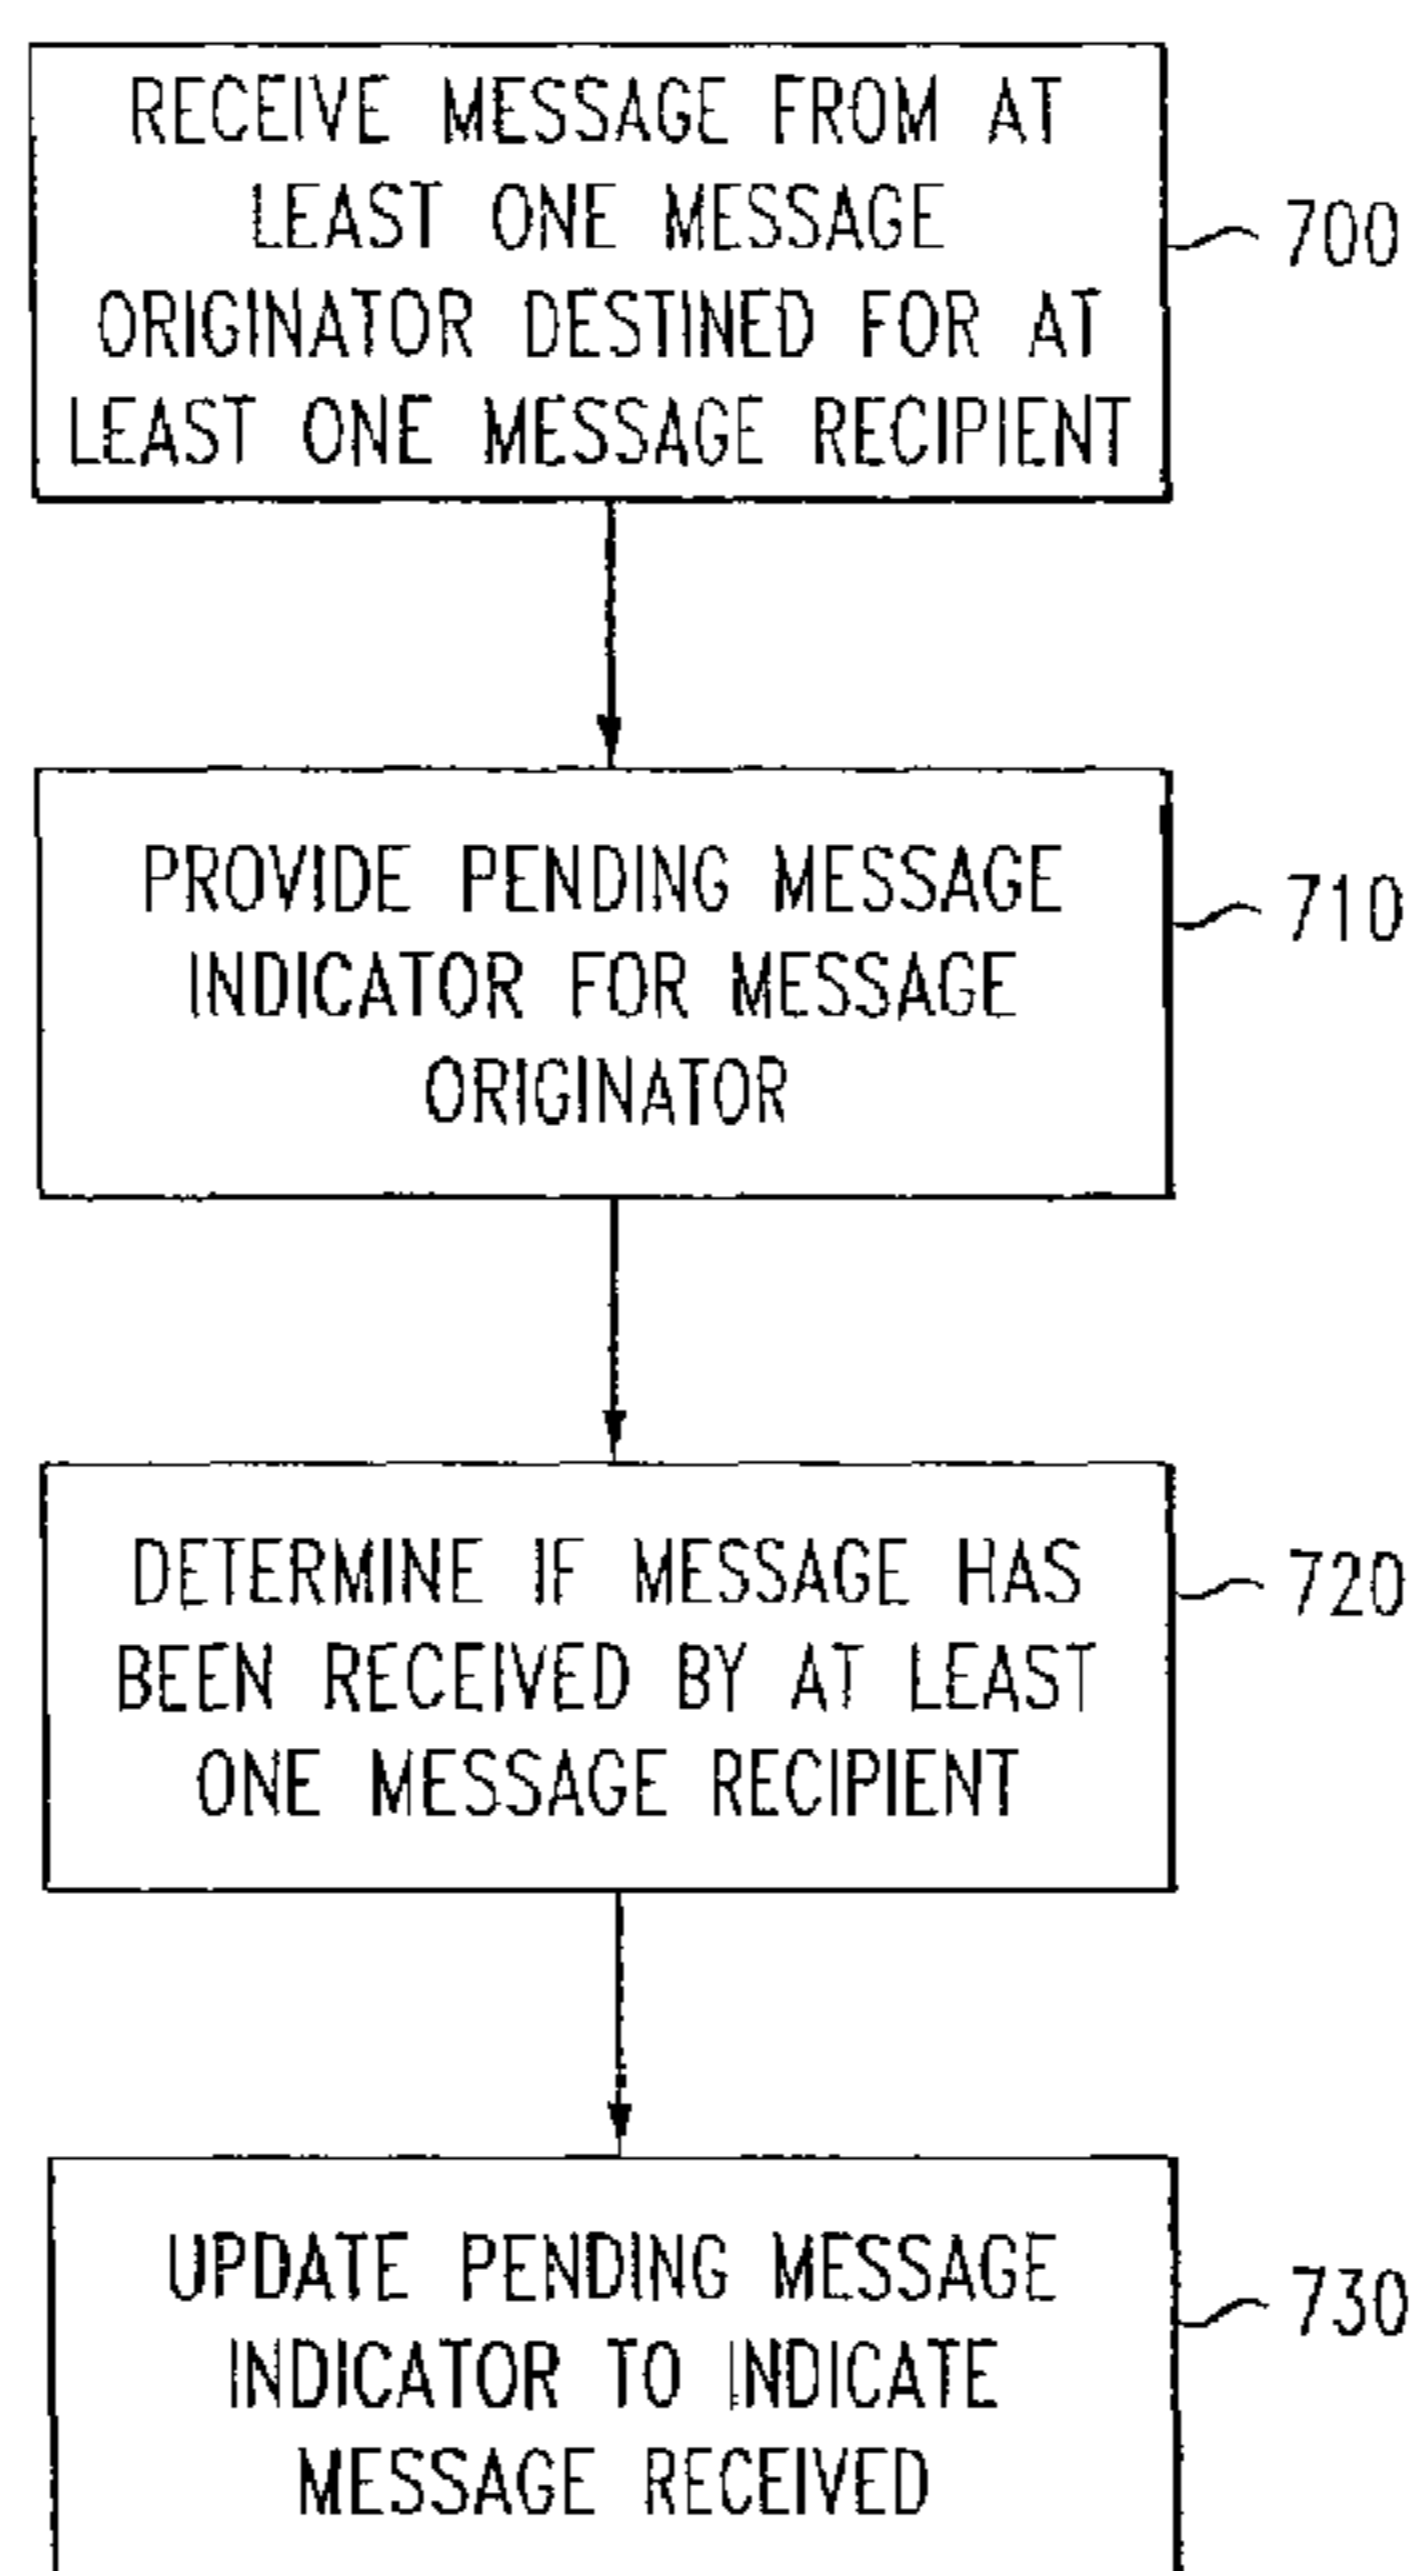 RECEIVE MESSAGE FROM AT
LEAST ONE MESSAGE
ORIGINATOR DESTINED FOR AT
LEAST ONE MESSAGE RECIPIENT
700
PROVIDE PENDING MESSAGE
INDICATOR FOR MESSAGE
ORIGINATOR
710
DETERMINE IF MESSAGE HAS
BEEN RECEIVED BY AT LEAST
ONE MESSAGE RECIPIENT
720
UPDATE PENDING MESSAGE
INDICATOR TO INDICATE
MESSAGE RECEIVED
730